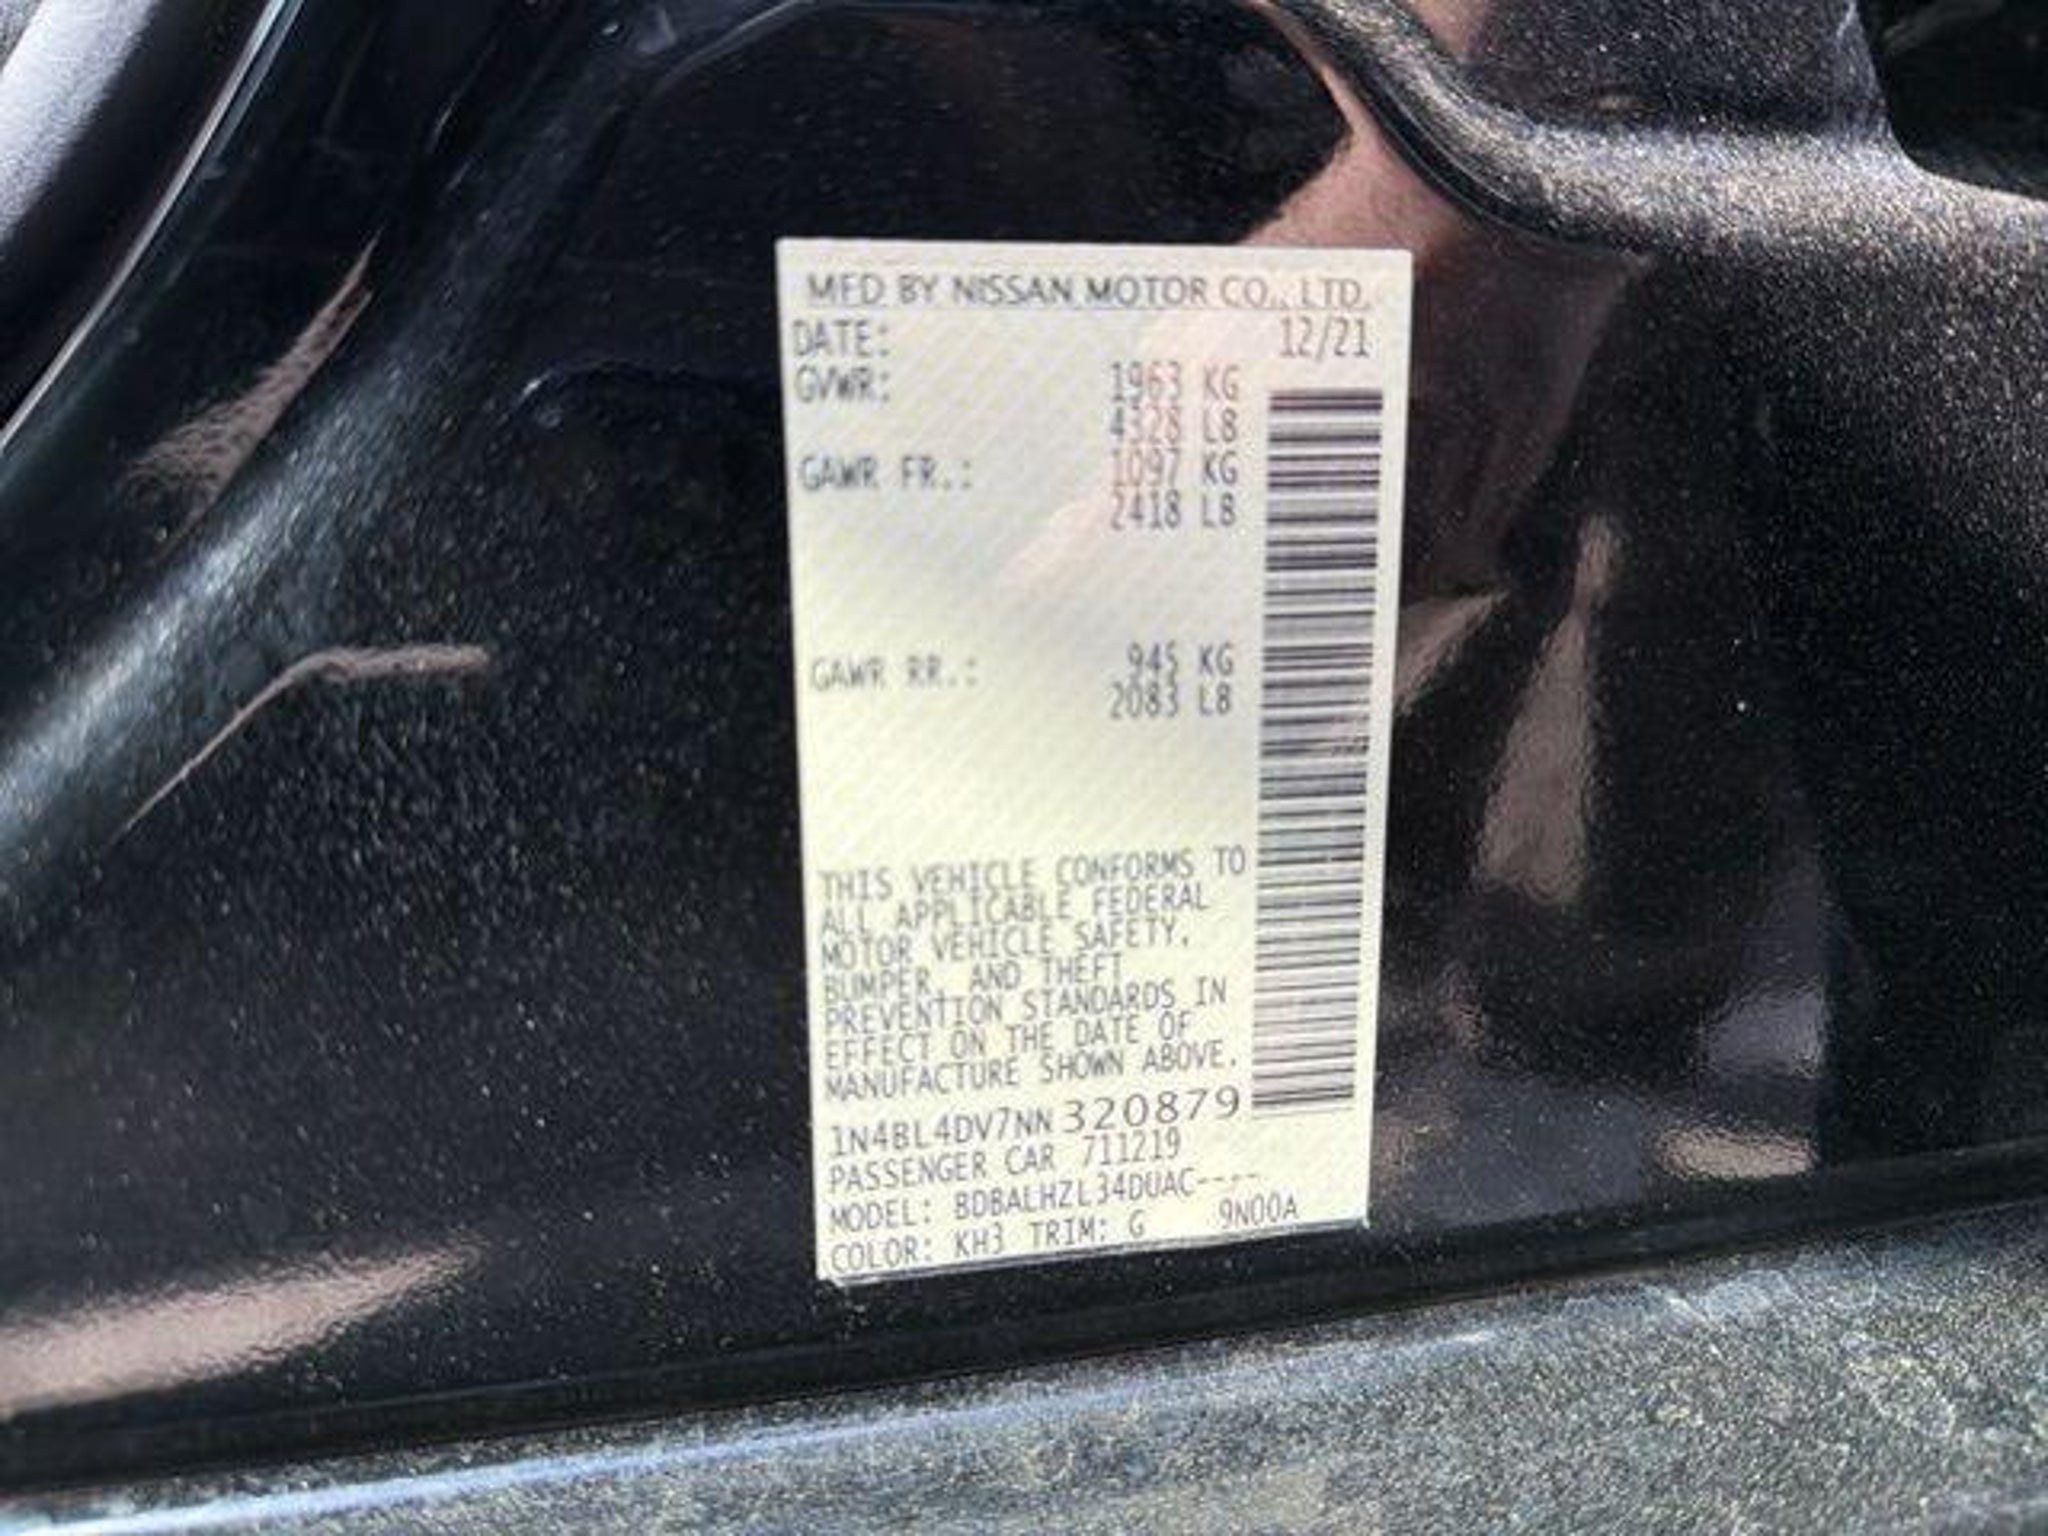 MFD BY NISSAN MOTOR CO., LTD.
DATE: 12/21
GVWR: 1963 KG
4328 LB
GAWR FR.: 1097 KG
2418 LB
GAWR RR.: 945 KG
2083 LB
THIS VEHICLE CONFORMS TO
ALL APPLICABLE FEDERAL
MOTOR VEHICLE SAFETY,
BUMPER, AND THEFT
PREVENTION STANDARDS IN
EFFECT ON THE DATE OF
MANUFACTURE SHOWN ABOVE.
1N4BL4DV7NN320879
PASSENGER CAR 711219
MODEL: BDBALHZL34DUAC----
COLOR: KH3 TRIM: G 9N00A